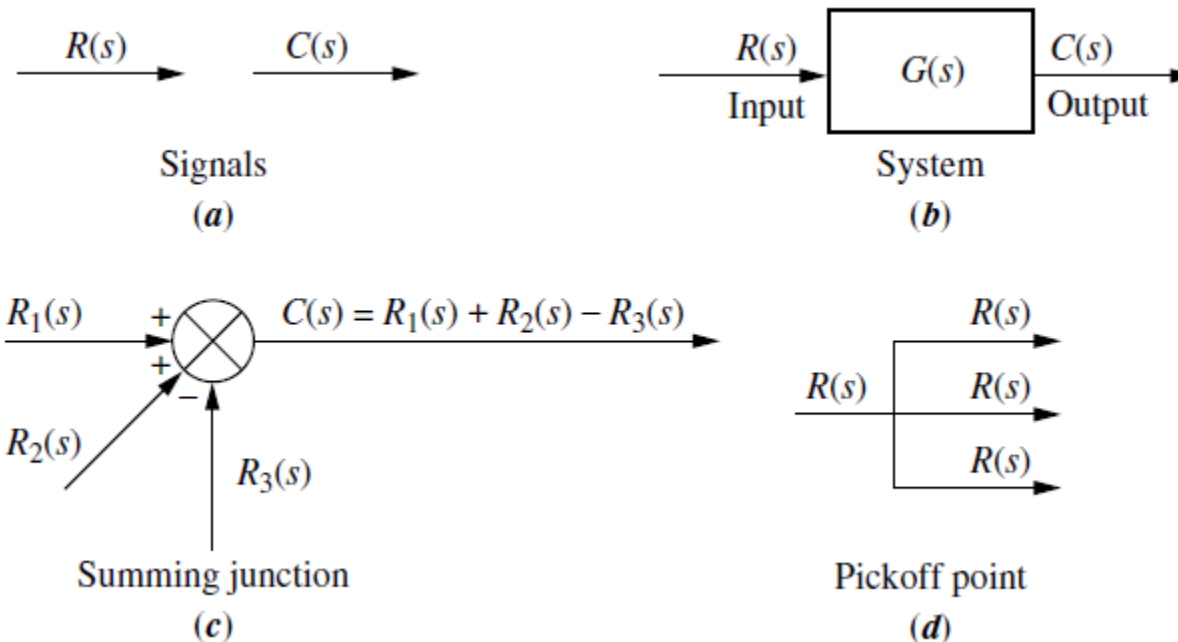 R(s) C(s)
Signals
(a)
R(s) G(s) C(s)
Input Output
System
(b)
R₁(s) + C(s) = R₁(s) + R₂(s) − R₃(s)
+
−
R₂(s)
R₃(s)
Summing junction
(c)
R(s)
R(s) R(s)
R(s)
Pickoff point
(d)